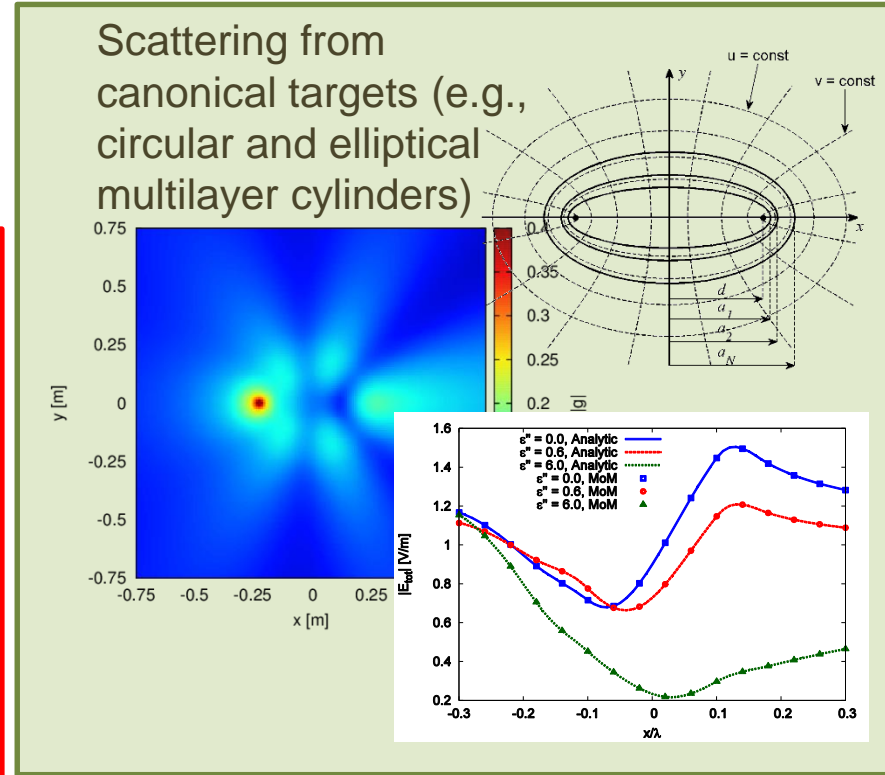 Scattering from
canonical targets (e.g.,
circular and elliptical
multilayer cylinders)
u = const
v = const
y
x
d
a1
a2
aN
0.75
0.5
0.25
0
-0.25
-0.5
-0.75
y [m]
-0.75 -0.5 -0.25 0 0.25
x [m]
0.4
0.35
0.3
0.25
0.2
|g|
1.6
1.4
1.2
1
0.8
0.6
0.4
0.2
|Etot| [V/m]
ε" = 0.0, Analytic
ε" = 0.6, Analytic
ε" = 6.0, Analytic
ε" = 0.0, MoM
ε" = 0.6, MoM
ε" = 6.0, MoM
-0.3 -0.2 -0.1 0 0.1 0.2 0.3
x/λ